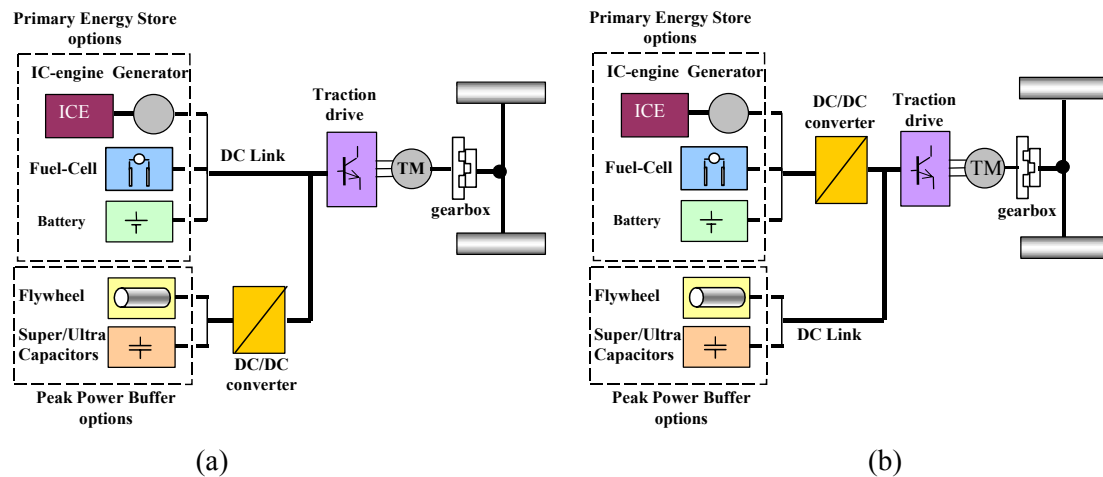 Primary Energy Store
options
IC-engine Generator
ICE
Traction
drive
Fuel-Cell
DC Link
TM
gearbox
Battery
Flywheel
Super/Ultra
Capacitors
DC/DC
converter
Peak Power Buffer
options
(a)
Primary Energy Store
options
IC-engine Generator
ICE
DC/DC
converter
Traction
drive
Fuel-Cell
TM
gearbox
Battery
Flywheel
Super/Ultra
Capacitors
DC Link
Peak Power Buffer
options
(b)